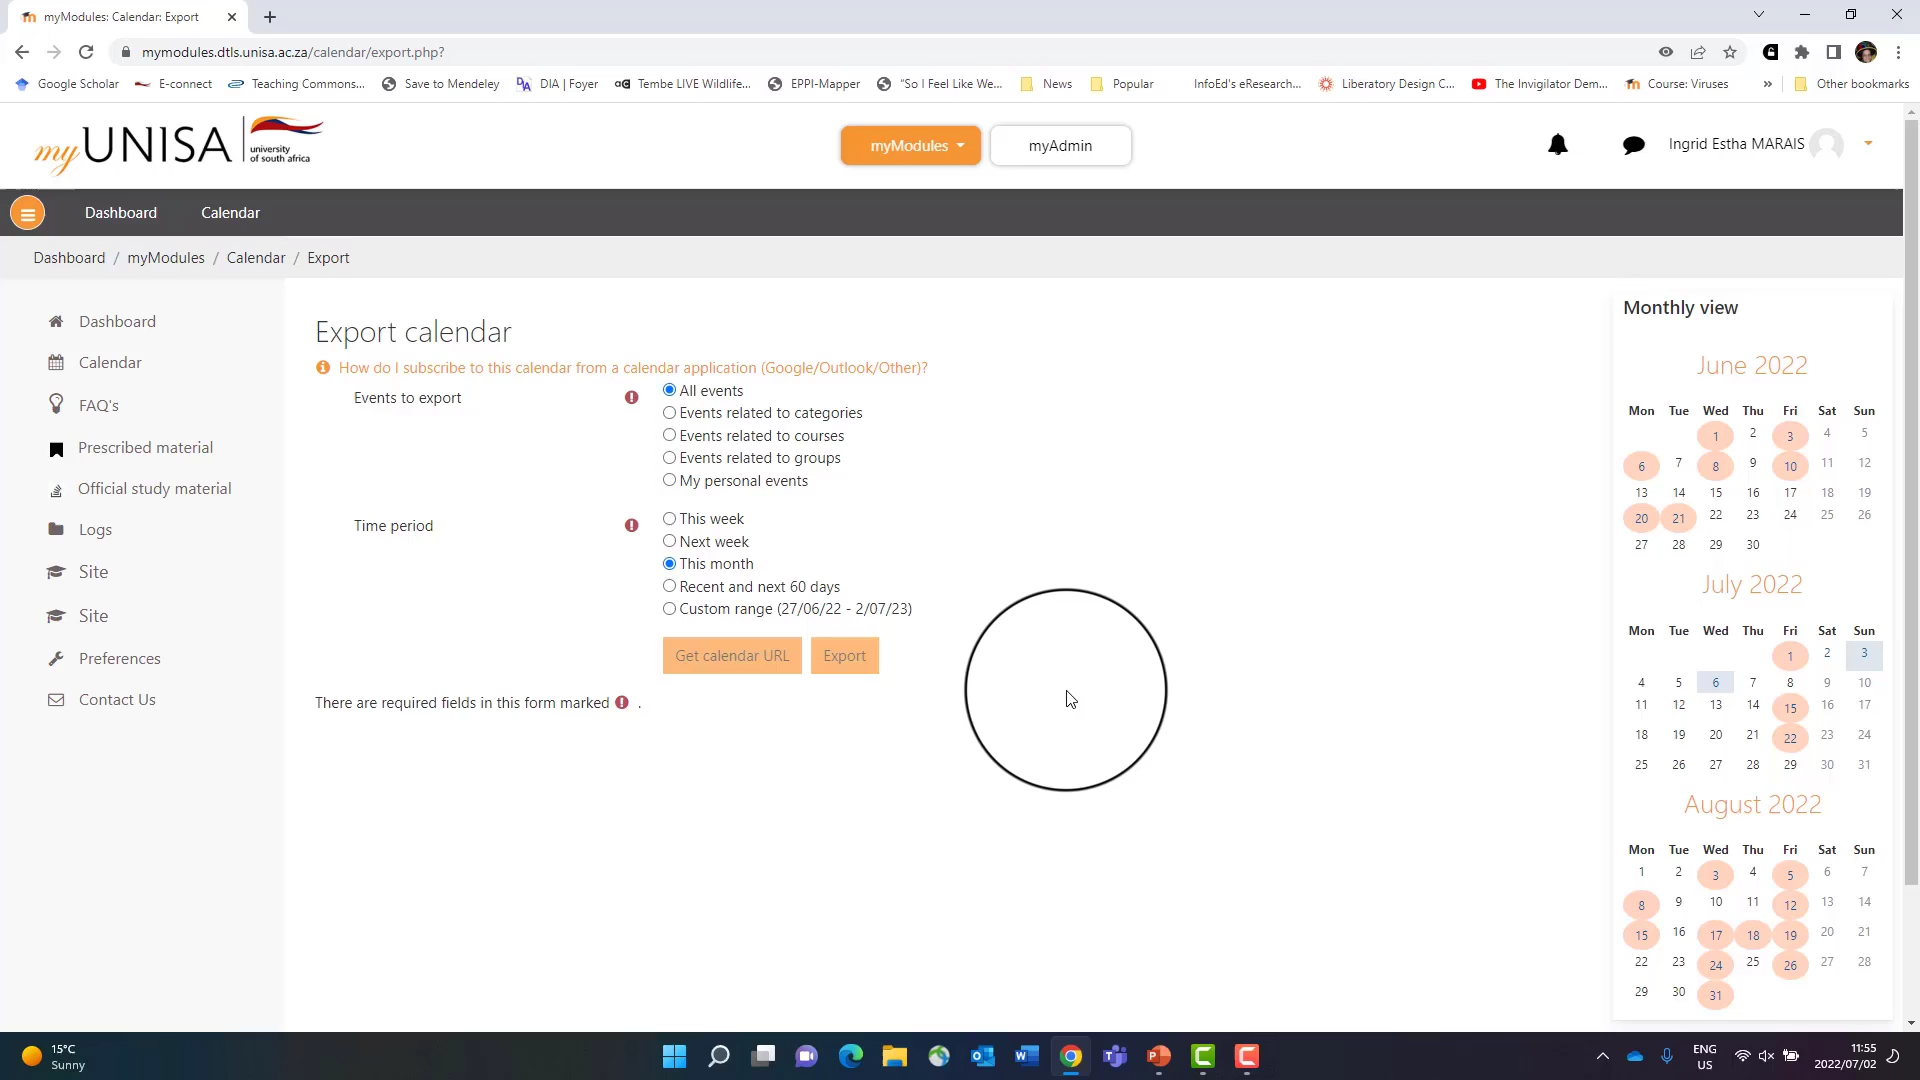 myModules: Calendar: Export
mymodules.dtls.unisa.ac.za/calendar/export.php?
Google Scholar E-connect Teaching Commons... Save to Mendeley DIA | Foyer Tembe LIVE Wildlife... EPPI-Mapper "So I Feel Like We... News Popular InfoEd's eResearch... Liberatory Design C... The Invigilator Dem... Course: Viruses » Other bookmarks
my UNISA university of south africa
myModules myAdmin Ingrid Estha MARAIS
Dashboard Calendar
Dashboard / myModules / Calendar / Export
Dashboard
Calendar
FAQ's
Prescribed material
Official study material
Logs
Site
Site
Preferences
Contact Us
Export calendar
How do I subscribe to this calendar from a calendar application (Google/Outlook/Other)?
Events to export
All events
Events related to categories
Events related to courses
Events related to groups
My personal events
Time period
This week
Next week
This month
Recent and next 60 days
Custom range (27/06/22 - 2/07/23)
Get calendar URL Export
There are required fields in this form marked .
Monthly view
June 2022
Mon Tue Wed Thu Fri Sat Sun
1 2 3 4 5
6 7 8 9 10 11 12
13 14 15 16 17 18 19
20 21 22 23 24 25 26
27 28 29 30
July 2022
Mon Tue Wed Thu Fri Sat Sun
1 2 3
4 5 6 7 8 9 10
11 12 13 14 15 16 17
18 19 20 21 22 23 24
25 26 27 28 29 30 31
August 2022
Mon Tue Wed Thu Fri Sat Sun
1 2 3 4 5 6 7
8 9 10 11 12 13 14
15 16 17 18 19 20 21
22 23 24 25 26 27 28
29 30 31
15°C
Sunny
ENG
US
11:55
2022/07/02